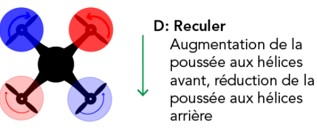 D: Reculer
Augmentation de la
poussée aux hélices
avant, réduction de la
poussée aux hélices
arrière